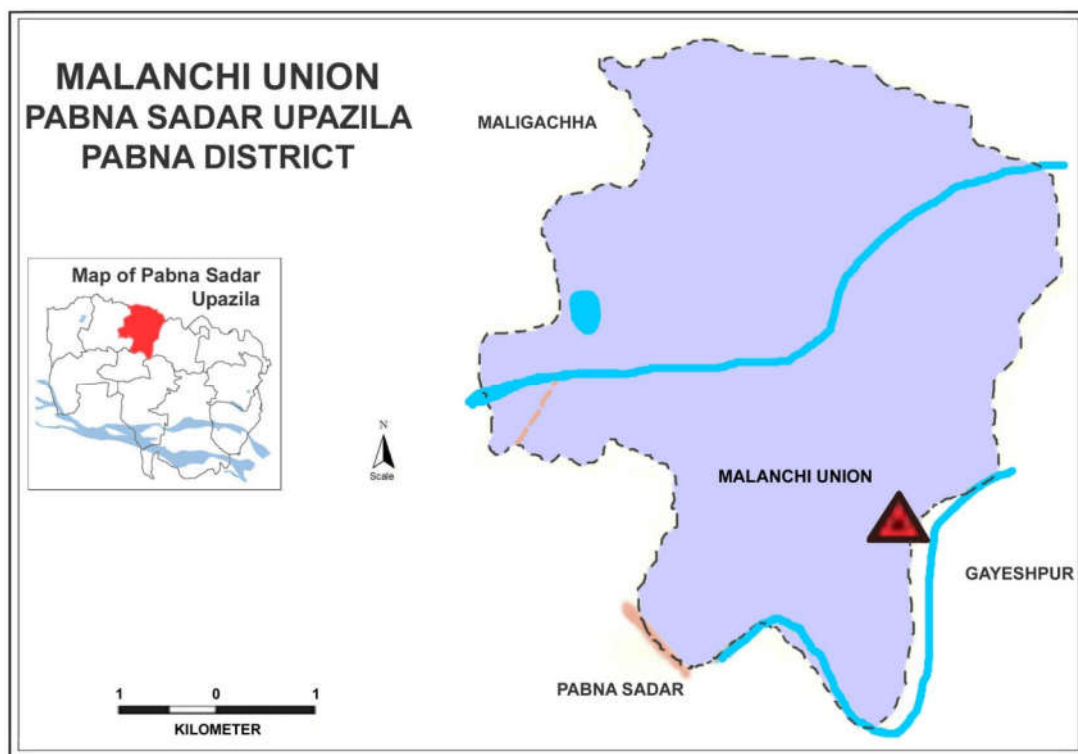 MALANCHI UNION
PABNA SADAR UPAZILA
PABNA DISTRICT
MALIGACHHA
Map of Pabna Sadar
Upazila
N
Scale
MALANCHI UNION
GAYESHPUR
PABNA SADAR
1 0 1
KILOMETER